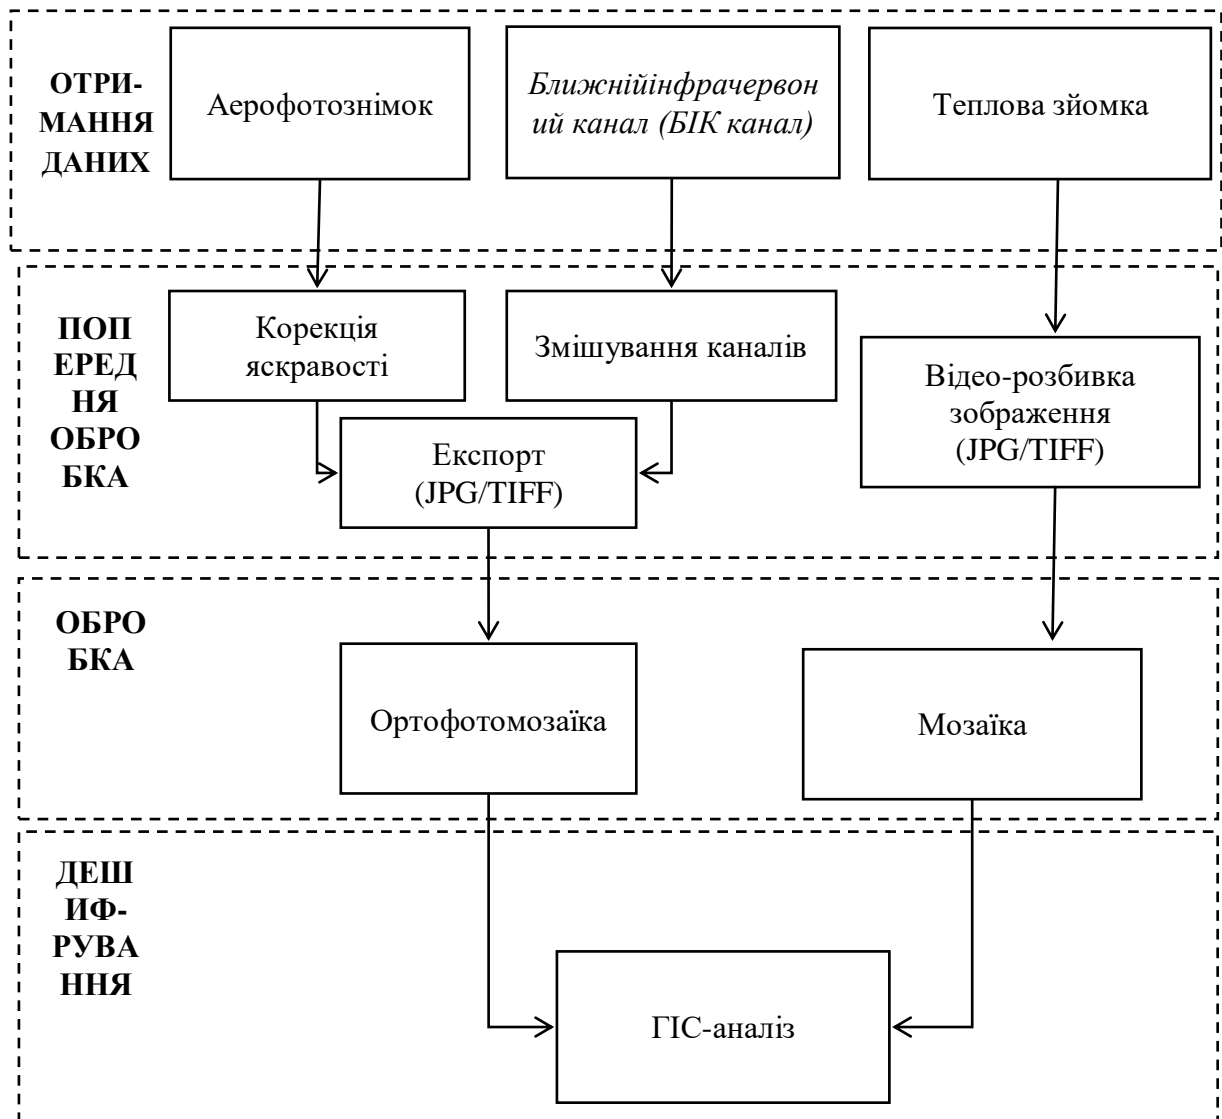 ОТРИ-
МАННЯ
ДАНИХ
Аерофотознімок
Ближнійінфрачервон
ий канал (БІК канал)
Теплова зйомка
ПОП
ЕРЕД
НЯ
ОБРО
БКА
Корекція
яскравості
Змішування каналів
Відео-розбивка
зображення
(JPG/TIFF)
Експорт
(JPG/TIFF)
ОБРО
БКА
Ортофотомозаїка
Мозаїка
ДЕШ
ИФ-
РУВА
ННЯ
ГІС-аналіз